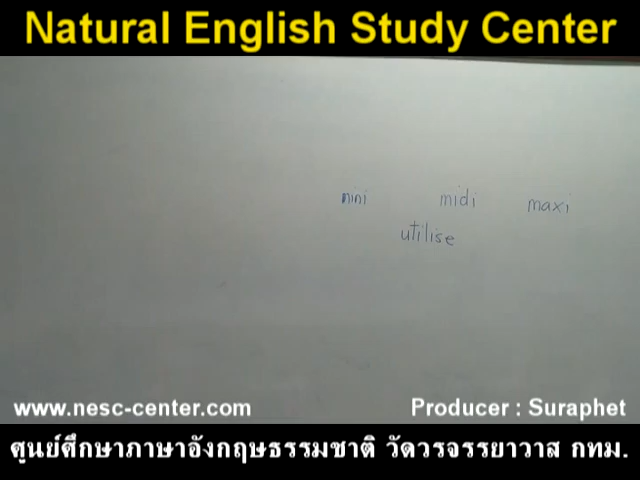 Natural English Study Center
mini midi maxi
utilise
www.nesc-center.com Producer : Suraphet
ศูนย์ศึกษาภาษาอังกฤษธรรมชาติ วัดวรจรรยาวาส กทม.